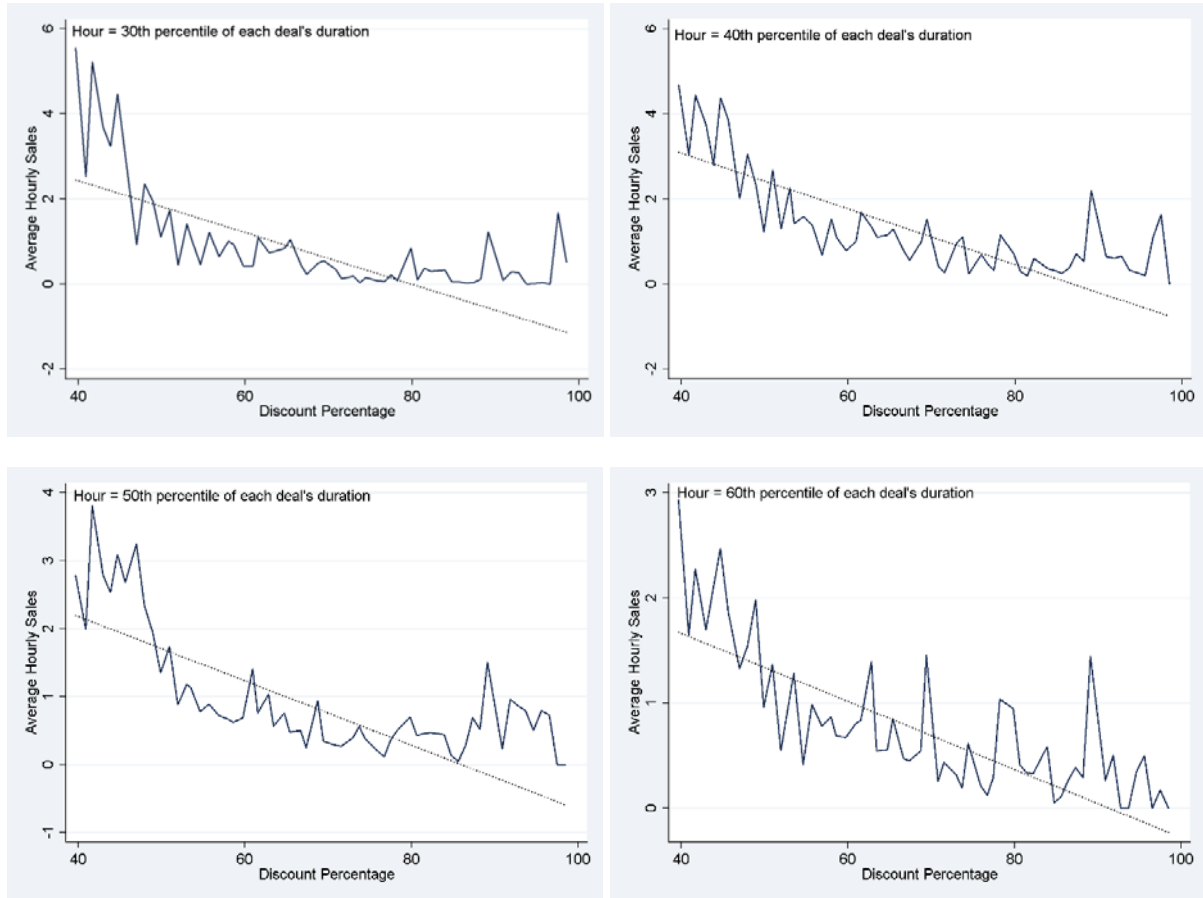 Hour = 30th percentile of each deal's duration
6
4
2
0
-2
Average Hourly Sales
40 60 80 100
Discount Percentage
Hour = 40th percentile of each deal's duration
6
4
2
0
-2
Average Hourly Sales
40 60 80 100
Discount Percentage
Hour = 50th percentile of each deal's duration
4
3
2
1
0
-1
Average Hourly Sales
40 60 80 100
Discount Percentage
Hour = 60th percentile of each deal's duration
3
2
1
0
Average Hourly Sales
40 60 80 100
Discount Percentage